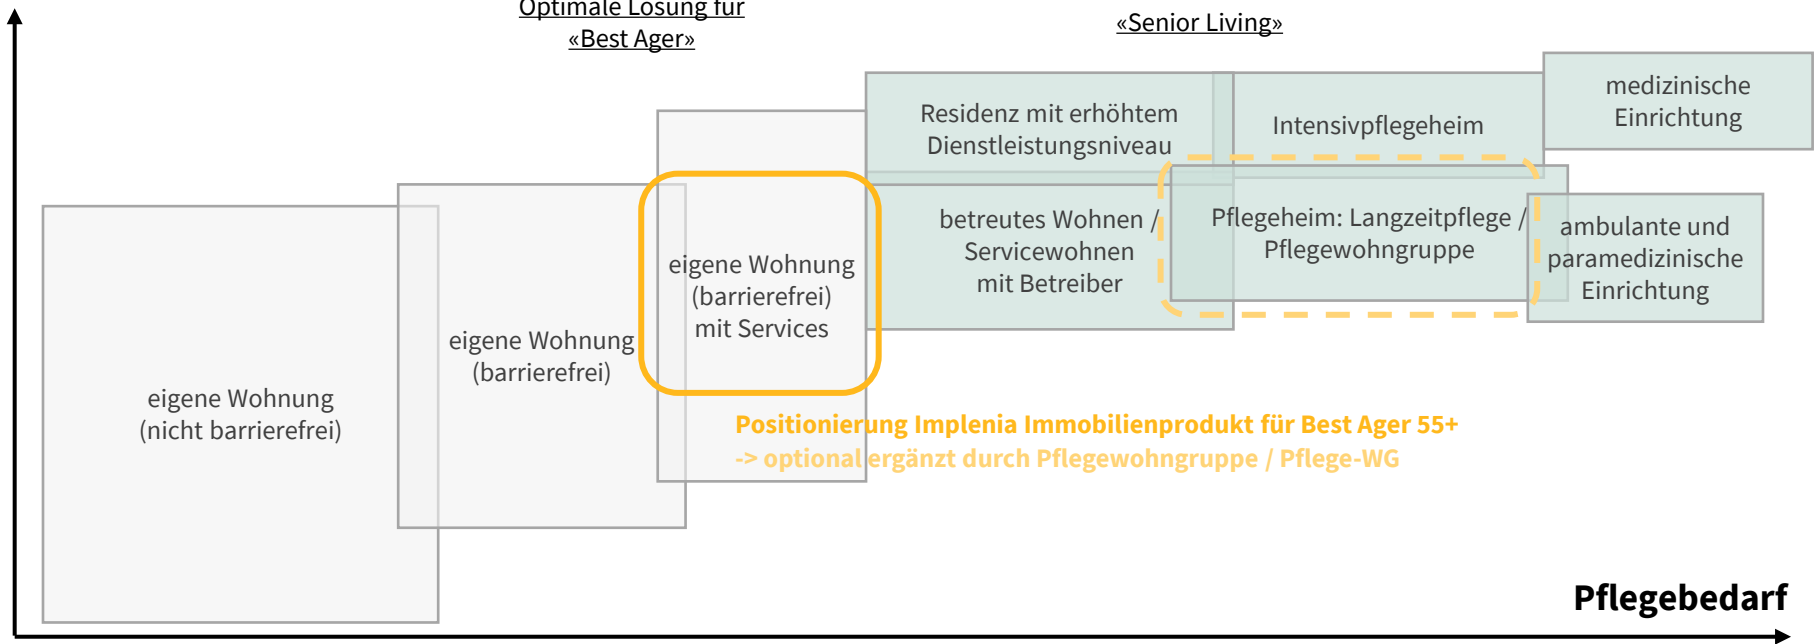 Optimale Lösung für
«Best Ager»
«Senior Living»
medizinische
Einrichtung
Residenz mit erhöhtem
Dienstleistungsniveau
Intensivpflegeheim
betreutes Wohnen /
Servicewohnen
mit Betreiber
Pflegeheim: Langzeitpflege /
Pflegewohngruppe
ambulante und
paramedizinische
Einrichtung
eigene Wohnung
(barrierefrei)
mit Services
eigene Wohnung
(barrierefrei)
eigene Wohnung
(nicht barrierefrei)
Positionierung Implenia Immobilienprodukt für Best Ager 55+
-> optional ergänzt durch Pflegewohngruppe / Pflege-WG
Pflegebedarf